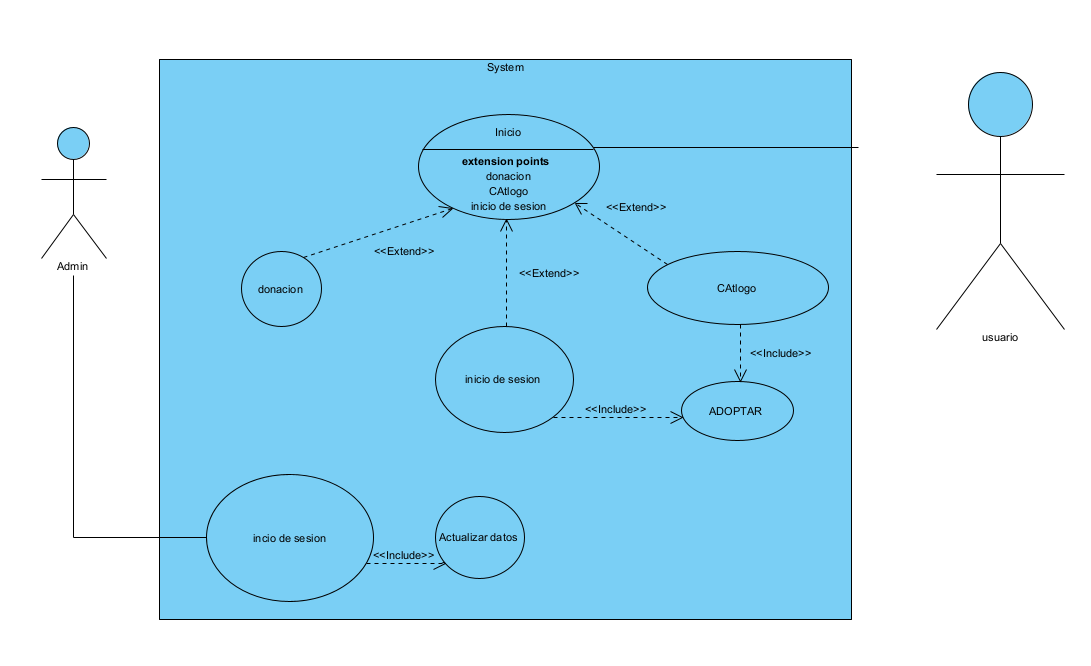 System
Inicio
extension points
donacion
CAtlogo
inicio de sesion
<<Extend>>
<<Extend>>
<<Extend>>
Admin
donacion
CAtlogo
usuario
<<Include>>
inicio de sesion
<<Include>>
ADOPTAR
incio de sesion
<<Include>>
Actualizar datos